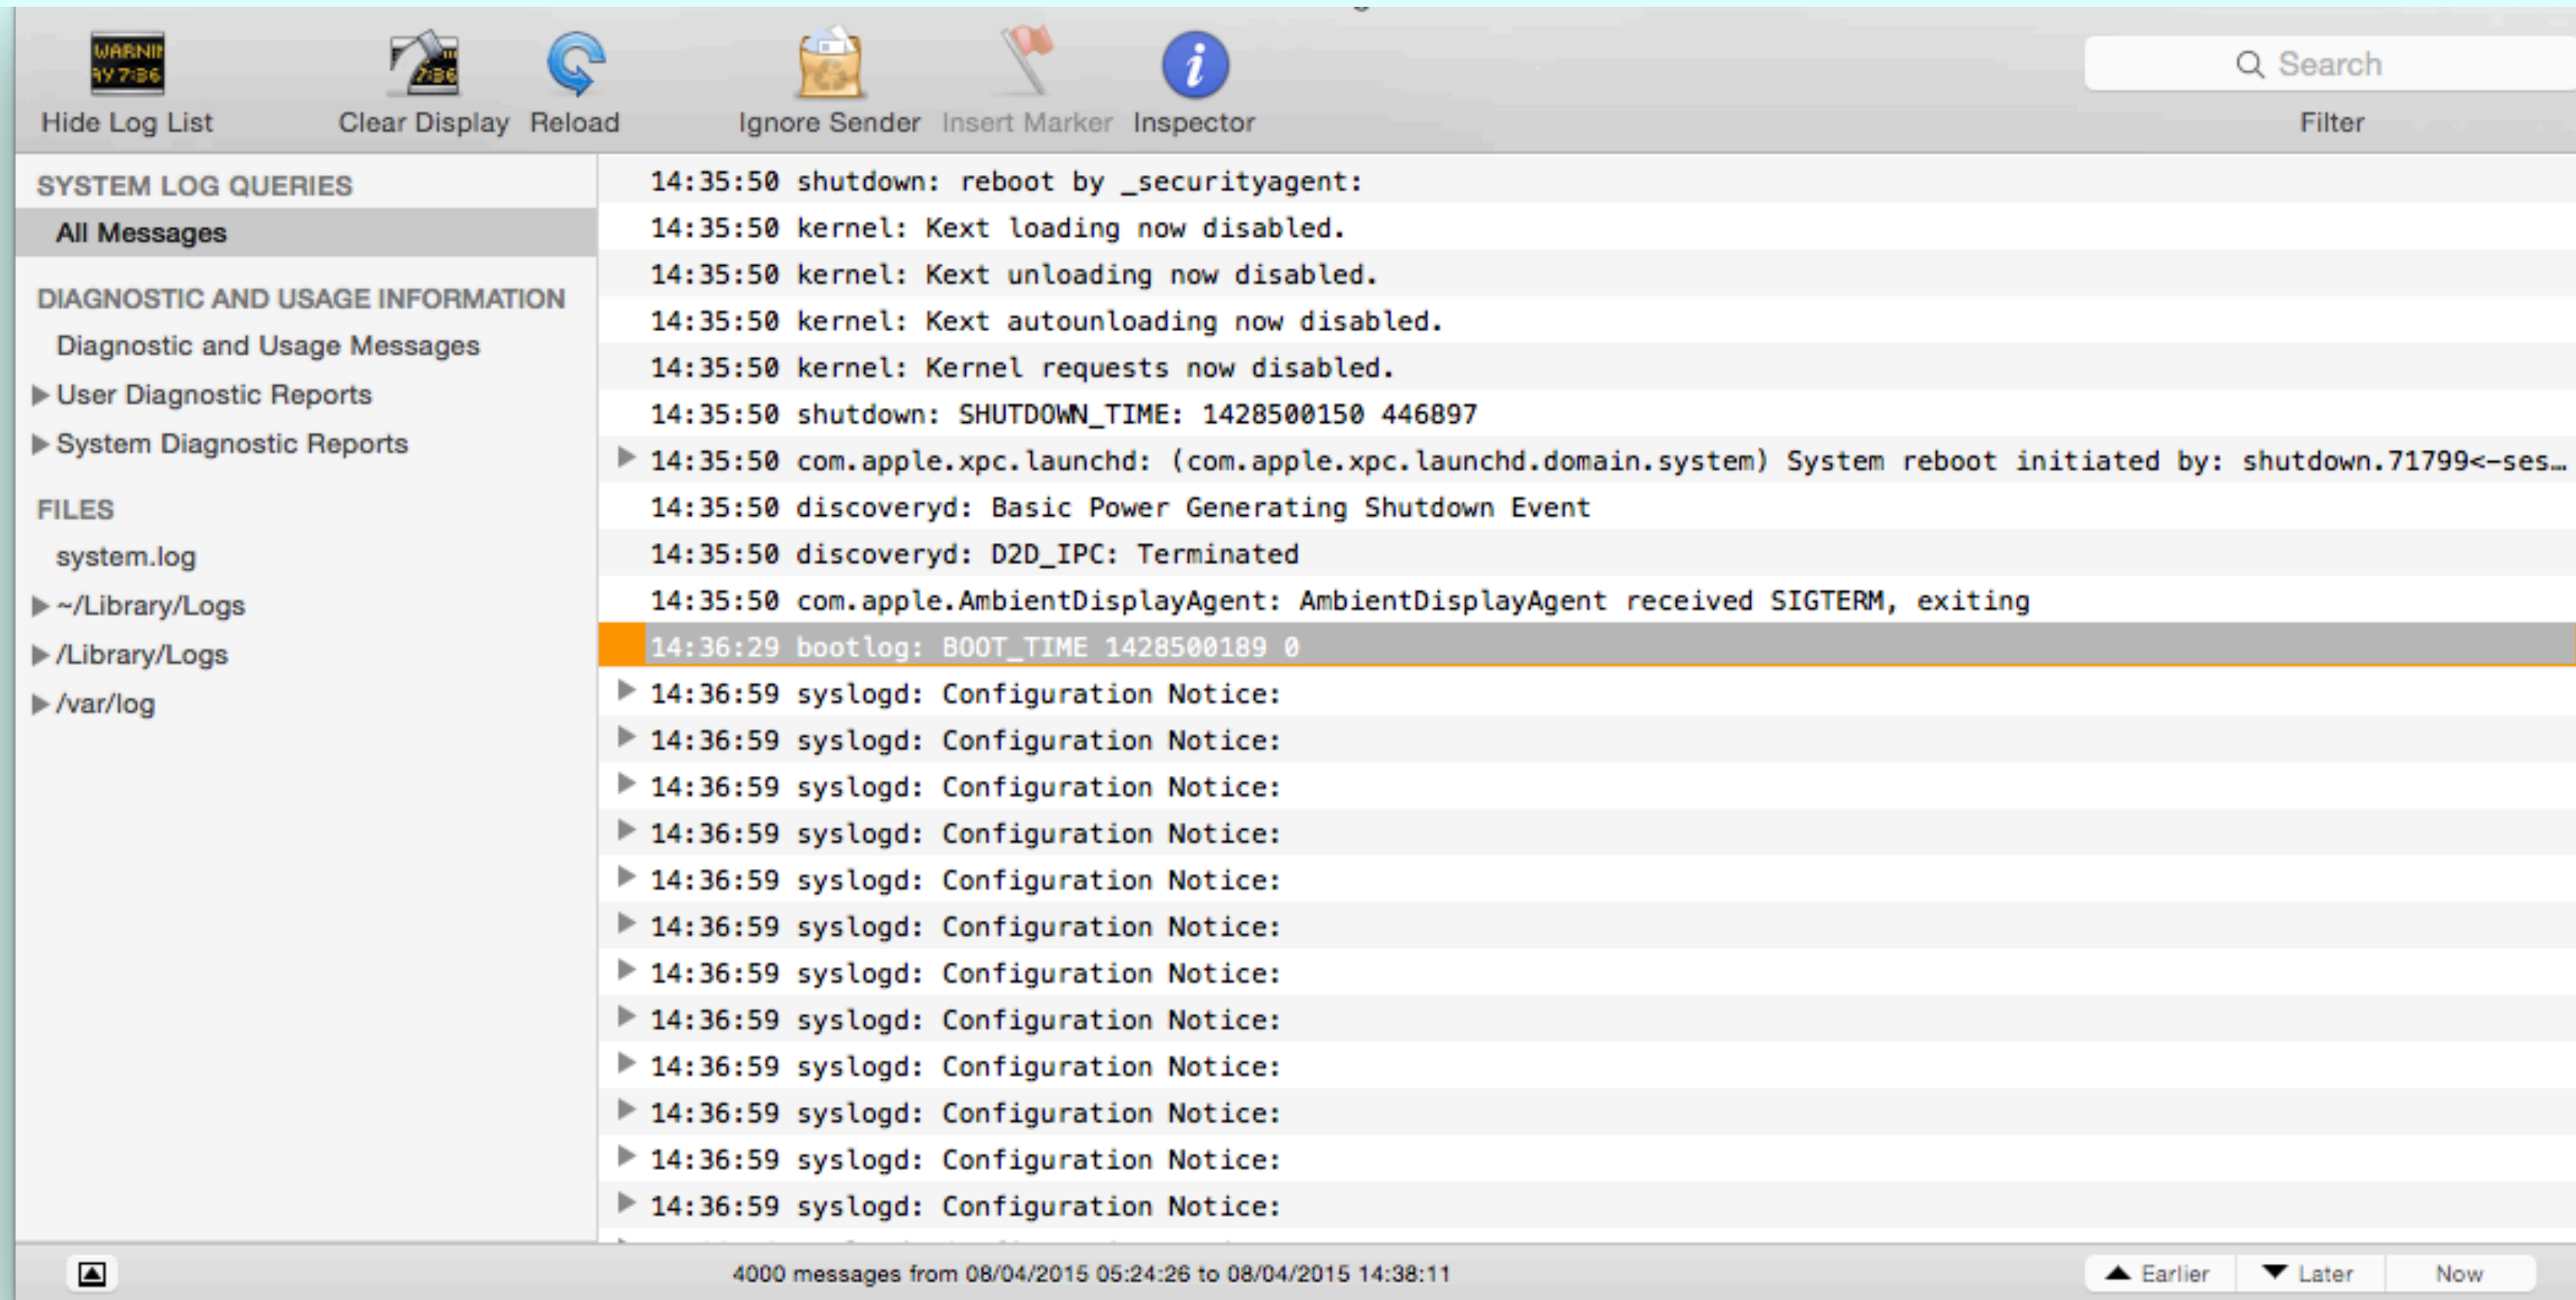 WARNIN
AY 7:36
7:36
Hide Log List
Clear Display
Reload
Ignore Sender
Insert Marker
Inspector
Search
Filter
SYSTEM LOG QUERIES
All Messages
DIAGNOSTIC AND USAGE INFORMATION
Diagnostic and Usage Messages
User Diagnostic Reports
System Diagnostic Reports
FILES
system.log
~/Library/Logs
/Library/Logs
/var/log
14:35:50 shutdown: reboot by _securityagent:
14:35:50 kernel: Kext loading now disabled.
14:35:50 kernel: Kext unloading now disabled.
14:35:50 kernel: Kext autounloading now disabled.
14:35:50 kernel: Kernel requests now disabled.
14:35:50 shutdown: SHUTDOWN_TIME: 1428500150 446897
14:35:50 com.apple.xpc.launchd: (com.apple.xpc.launchd.domain.system) System reboot initiated by: shutdown.71799<-ses…
14:35:50 discoveryd: Basic Power Generating Shutdown Event
14:35:50 discoveryd: D2D_IPC: Terminated
14:35:50 com.apple.AmbientDisplayAgent: AmbientDisplayAgent received SIGTERM, exiting
14:36:29 bootlog: BOOT_TIME 1428500189 0
14:36:59 syslogd: Configuration Notice:
14:36:59 syslogd: Configuration Notice:
14:36:59 syslogd: Configuration Notice:
14:36:59 syslogd: Configuration Notice:
14:36:59 syslogd: Configuration Notice:
14:36:59 syslogd: Configuration Notice:
14:36:59 syslogd: Configuration Notice:
14:36:59 syslogd: Configuration Notice:
14:36:59 syslogd: Configuration Notice:
14:36:59 syslogd: Configuration Notice:
14:36:59 syslogd: Configuration Notice:
14:36:59 syslogd: Configuration Notice:
4000 messages from 08/04/2015 05:24:26 to 08/04/2015 14:38:11
Earlier
Later
Now